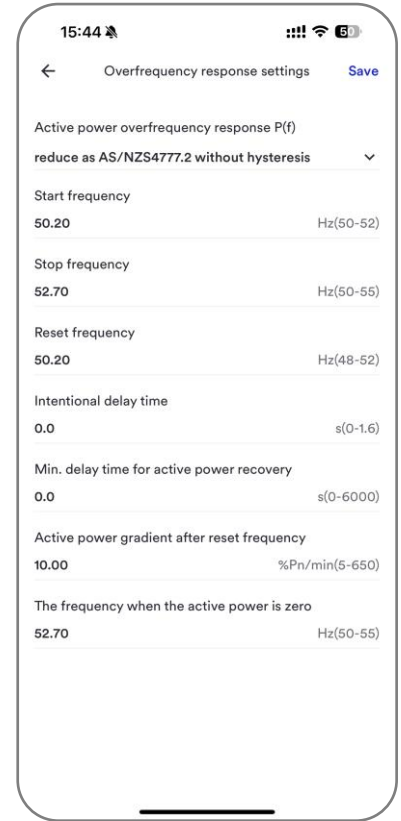 15:44
50
Overfrequency response settings Save
Active power overfrequency response P(f)
reduce as AS/NZS4777.2 without hysteresis
Start frequency
50.20 Hz(50-52)
Stop frequency
52.70 Hz(50-55)
Reset frequency
50.20 Hz(48-52)
Intentional delay time
0.0 s(0-1.6)
Min. delay time for active power recovery
0.0 s(0-6000)
Active power gradient after reset frequency
10.00 %Pn/min(5-650)
The frequency when the active power is zero
52.70 Hz(50-55)